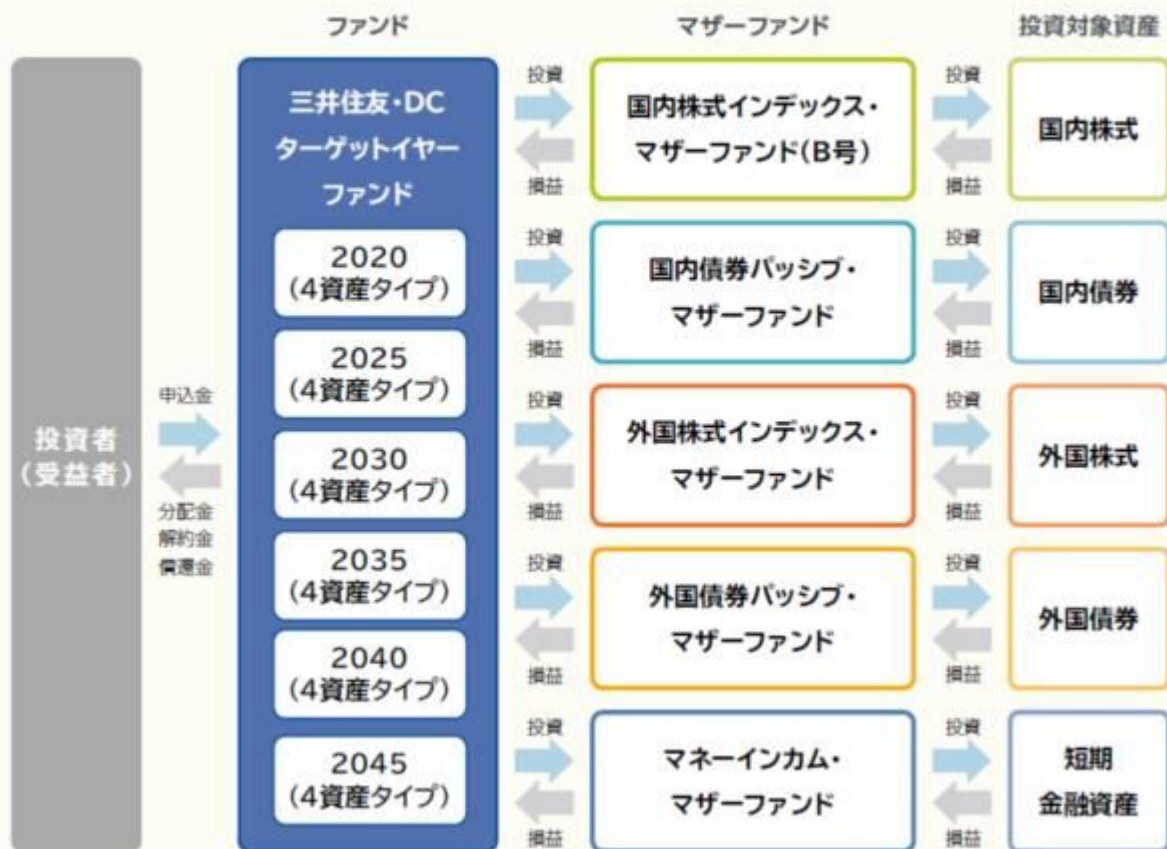 ファンド
マザーファンド
投資対象資産
投資者
(受益者)
申込金
分配金
解約金
償還金
三井住友・DC
ターゲットイヤー
ファンド
2020
(4資産タイプ)
2025
(4資産タイプ)
2030
(4資産タイプ)
2035
(4資産タイプ)
2040
(4資産タイプ)
2045
(4資産タイプ)
投資
損益
国内株式インデックス・
マザーファンド(B号)
投資
損益
国内株式
投資
損益
国内債券パッシブ・
マザーファンド
投資
損益
国内債券
投資
損益
外国株式インデックス・
マザーファンド
投資
損益
外国株式
投資
損益
外国債券パッシブ・
マザーファンド
投資
損益
外国債券
投資
損益
マネーインカム・
マザーファンド
投資
損益
短期
金融資産